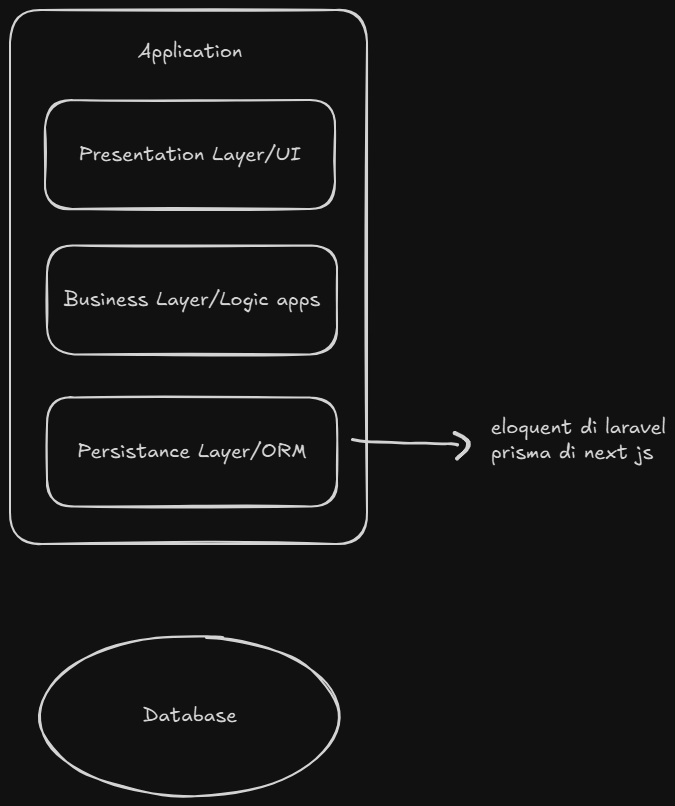 Application
Presentation Layer/UI
Business Layer/Logic apps
Persistance Layer/ORM
eloquent di laravel
prisma di next js
Database